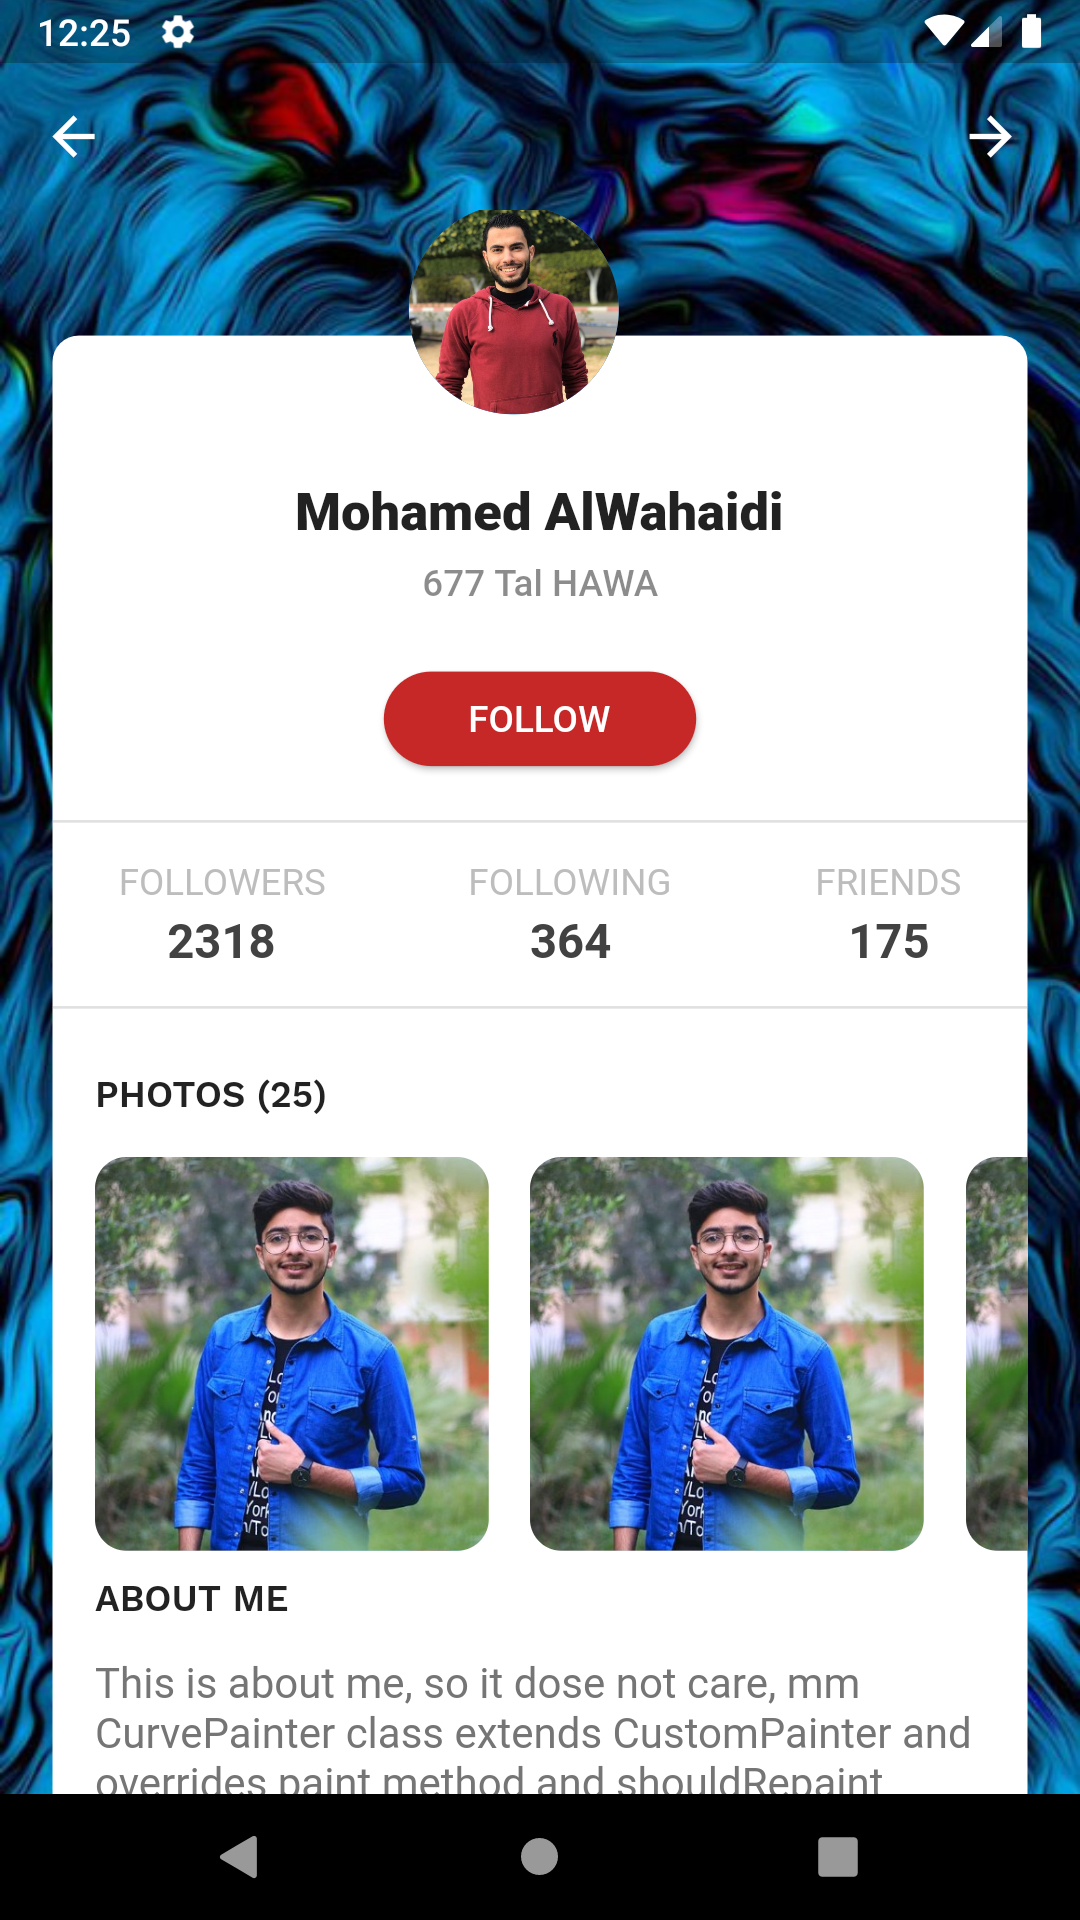 12:25
Mohamed AlWahaidi
677 Tal HAWA
FOLLOW
FOLLOWERS FOLLOWING FRIENDS
2318 364 175
PHOTOS (25)
ABOUT ME
This is about me, so it dose not care, mm
CurvePainter class extends CustomPainter and
overrides paint method and shouldRepaint